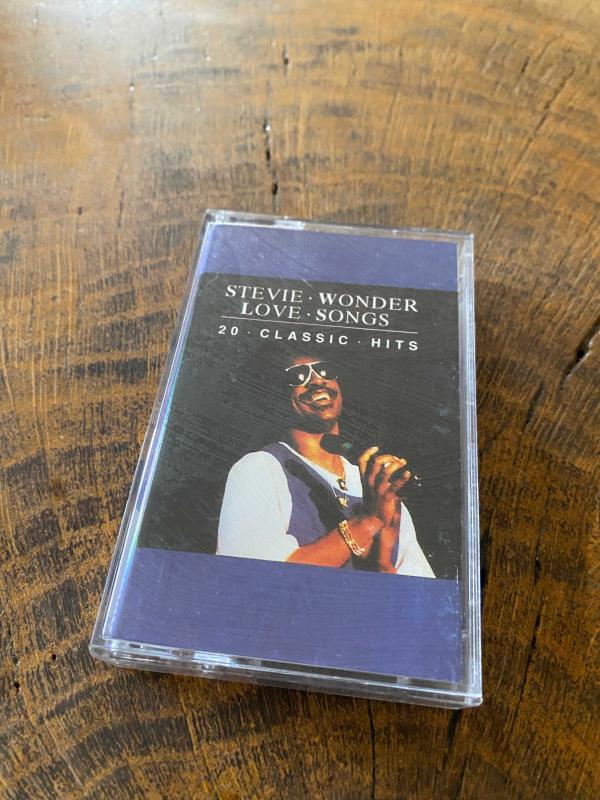 STEVIE · WONDER
LOVE · SONGS
20 · CLASSIC · HITS